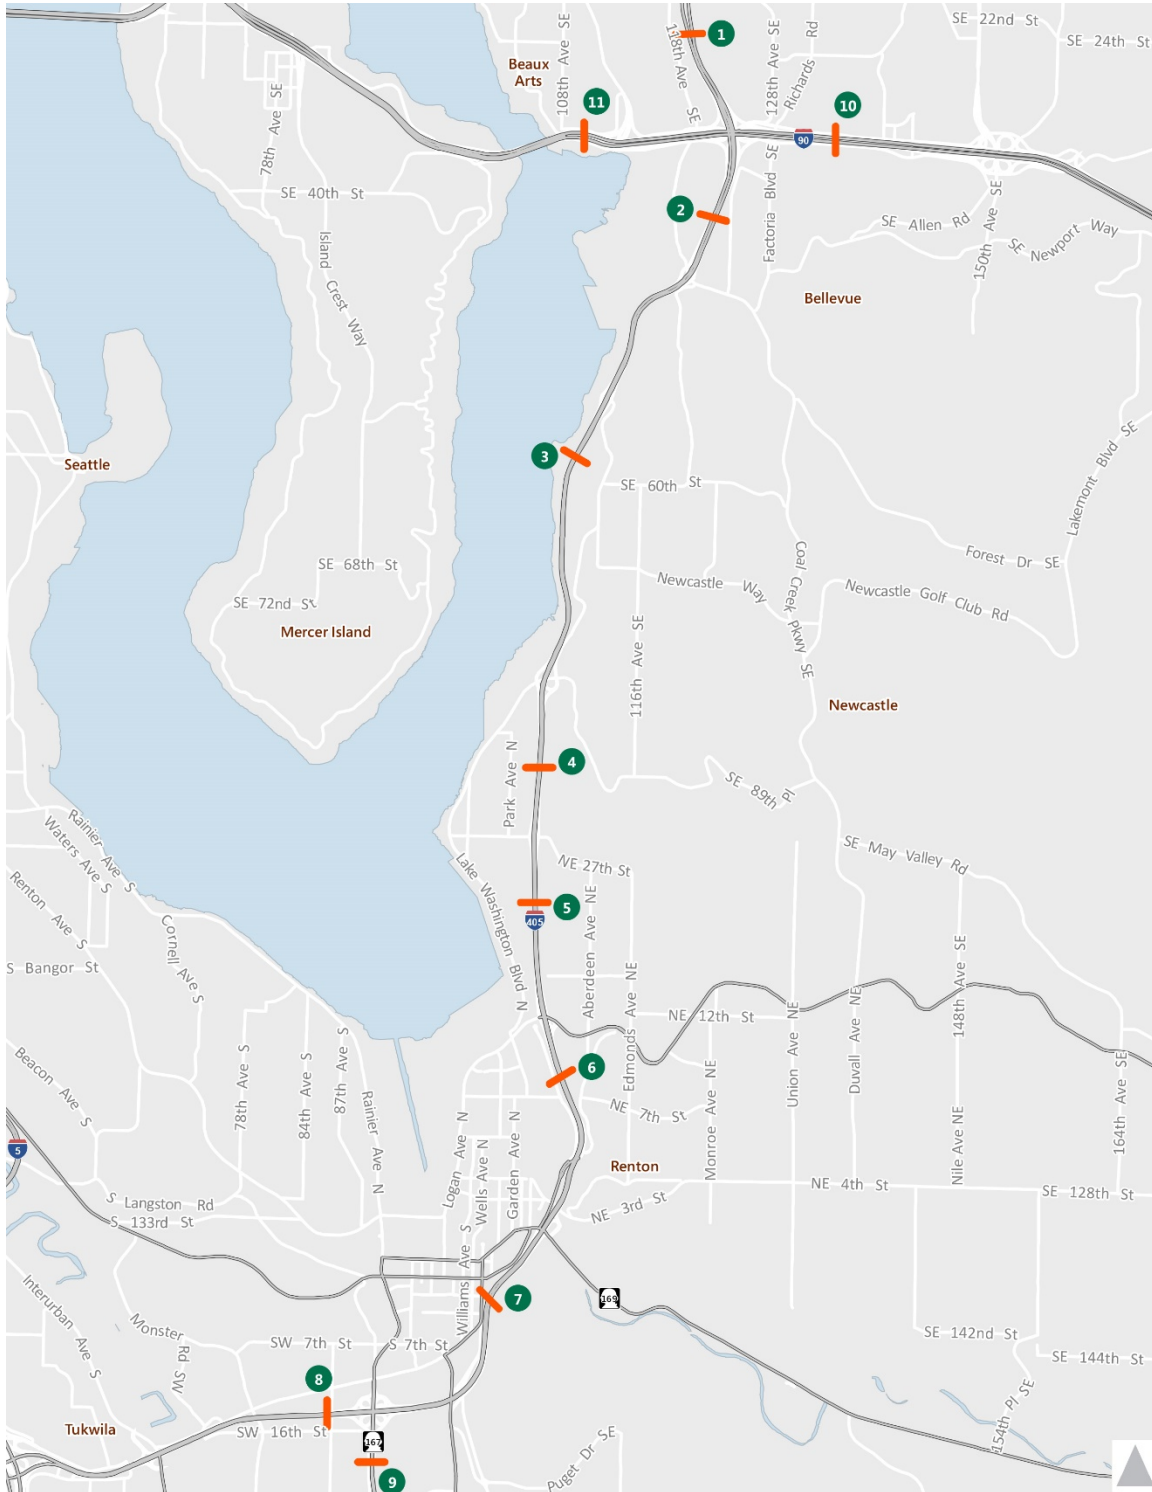 SE 22nd St
SE 24th St
118th Ave SE
1
128th Ave SE
Richards Rd
108th Ave SE
Beaux
Arts
11
10
90
78th Ave SE
SE 40th St
Island Crest Way
2
Factoria Blvd SE
SE Allen Rd
150th Ave SE
SE Newport Way
Bellevue
Seattle
3
SE 60th St
Lakemont Blvd SE
Forest Dr SE
SE 68th St
SE 72nd St
Mercer Island
Newcastle Way
Coal Creek Pkwy SE
Newcastle Golf Club Rd
116th Ave SE
Newcastle
Park Ave N
4
SE 89th Pl
SE May Valley Rd
Rainier Ave S
Waters Ave S
Renton Ave S
Cornell Ave S
S Bangor St
Lake Washington Blvd N
NE 27th St
5
405
Aberdeen Ave NE
Edmonds Ave NE
NE 12th St
Union Ave NE
Duvall Ave NE
148th Ave SE
Beacon Ave S
78th Ave S
84th Ave S
87th Ave S
Rainier Ave N
6
NE 7th St
Monroe Ave NE
Nile Ave NE
164th Ave SE
5
Logan Ave N
Wells Ave N
Garden Ave N
Renton
NE 4th St
SE 128th St
NE 3rd St
S Langston Rd
S 133rd St
Williams Ave S
7
169
Interurban Ave S
Monster Rd SW
SW 7th St
S 7th St
SE 142nd St
SE 144th St
154th Pl SE
8
Tukwila
SW 16th St
167
9
Puget Dr SE